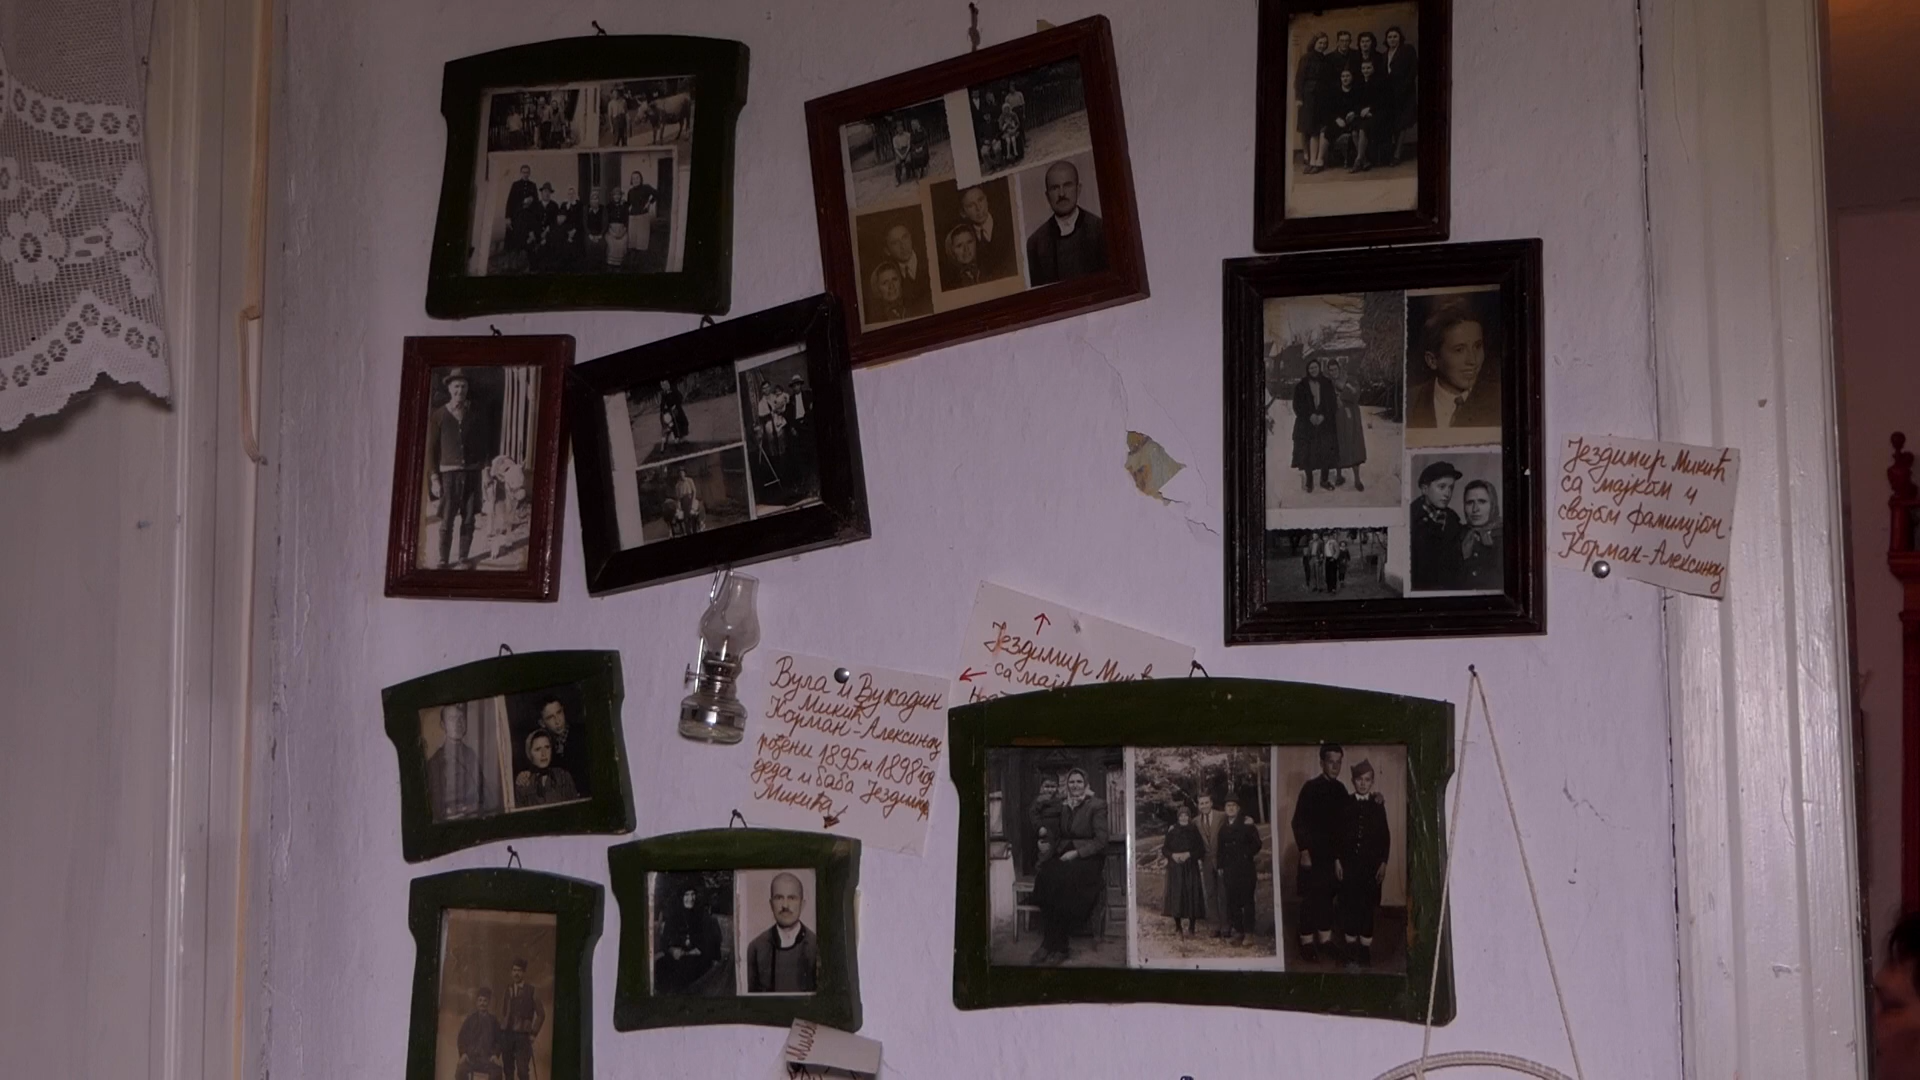 Јездимир Микић
са мајком и
својом фамилијом
Корман-Алексинац
Јездимир Микић
са мај
Вула и Вукадин
Микић
Корман-Алексинац
рођени 1895 и 1898 год
деда и баба Јездимира
Микића